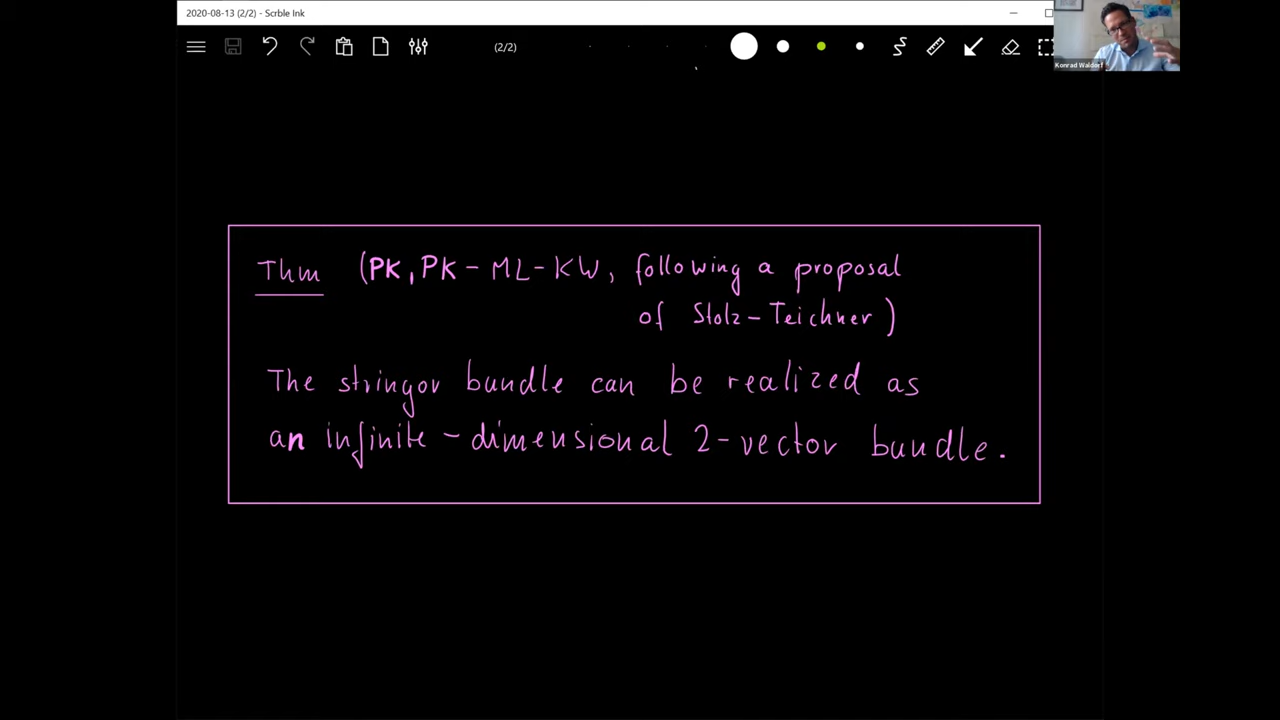 2020-08-13 (2/2) - Scrble Ink
(2/2)
Konrad Waldorf
Thm (PK, PK - ML - KW, following a proposal
of Stolz - Teichner)
The stringor bundle can be realized as
an infinite - dimensional 2 - vector bundle.